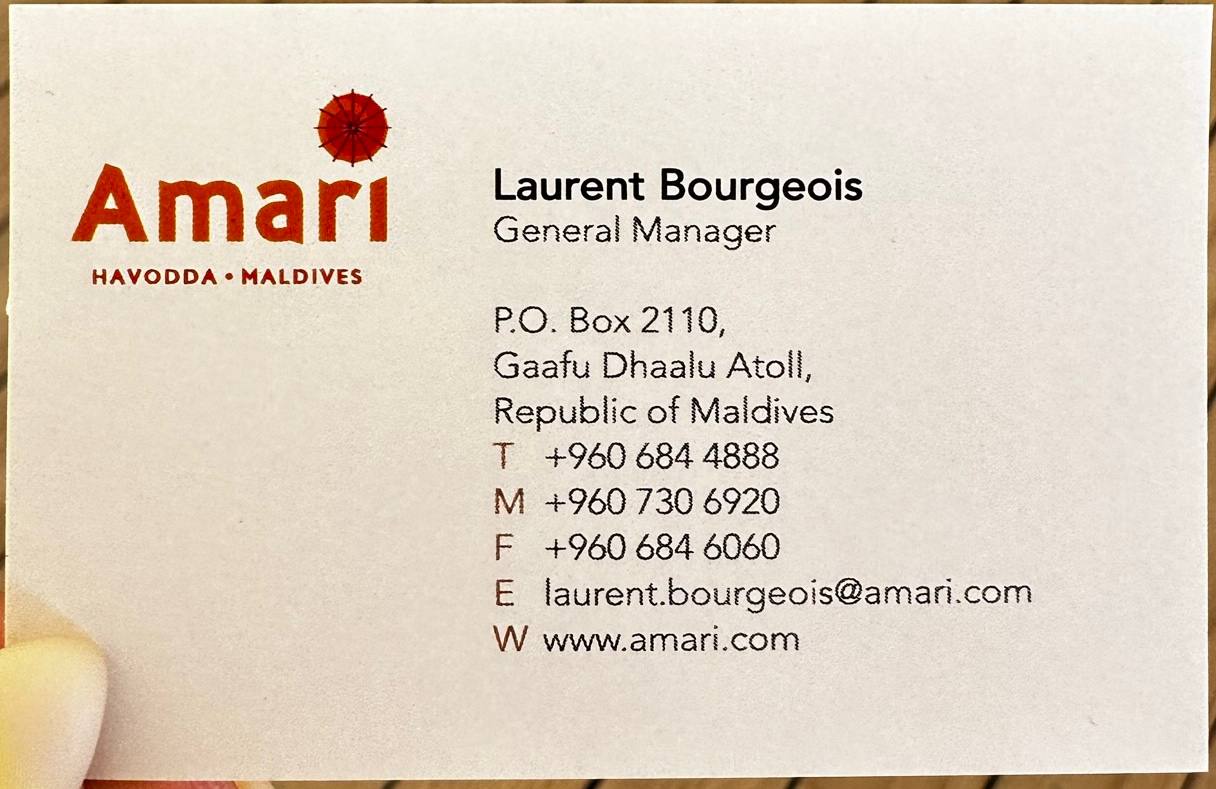 Amari
HAVODDA • MALDIVES
Laurent Bourgeois
General Manager
P.O. Box 2110,
Gaafu Dhaalu Atoll,
Republic of Maldives
T +960 684 4888
M +960 730 6920
F +960 684 6060
E laurent.bourgeois@amari.com
W www.amari.com